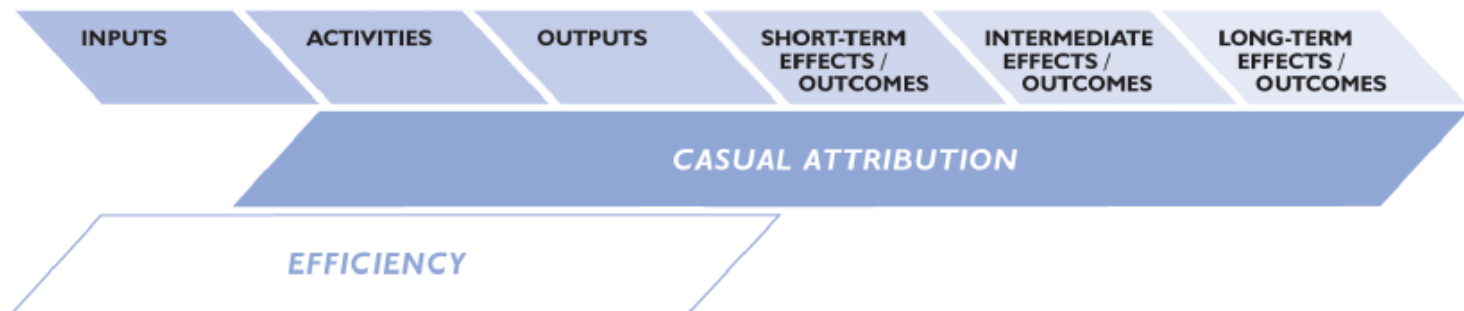 INPUTS
ACTIVITIES
OUTPUTS
SHORT-TERM
EFFECTS /
OUTCOMES
INTERMEDIATE
EFFECTS /
OUTCOMES
LONG-TERM
EFFECTS /
OUTCOMES
CASUAL ATTRIBUTION
EFFICIENCY